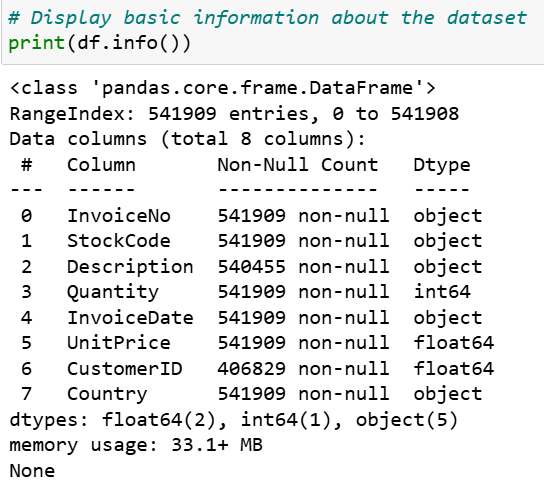 # Display basic information about the dataset
print(df.info())
<class 'pandas.core.frame.DataFrame'>
RangeIndex: 541909 entries, 0 to 541908
Data columns (total 8 columns):
 #   Column       Non-Null Count   Dtype
---  ------       --------------   -----
 0   InvoiceNo    541909 non-null  object
 1   StockCode    541909 non-null  object
 2   Description  540455 non-null  object
 3   Quantity     541909 non-null  int64
 4   InvoiceDate  541909 non-null  object
 5   UnitPrice    541909 non-null  float64
 6   CustomerID   406829 non-null  float64
 7   Country      541909 non-null  object
dtypes: float64(2), int64(1), object(5)
memory usage: 33.1+ MB
None